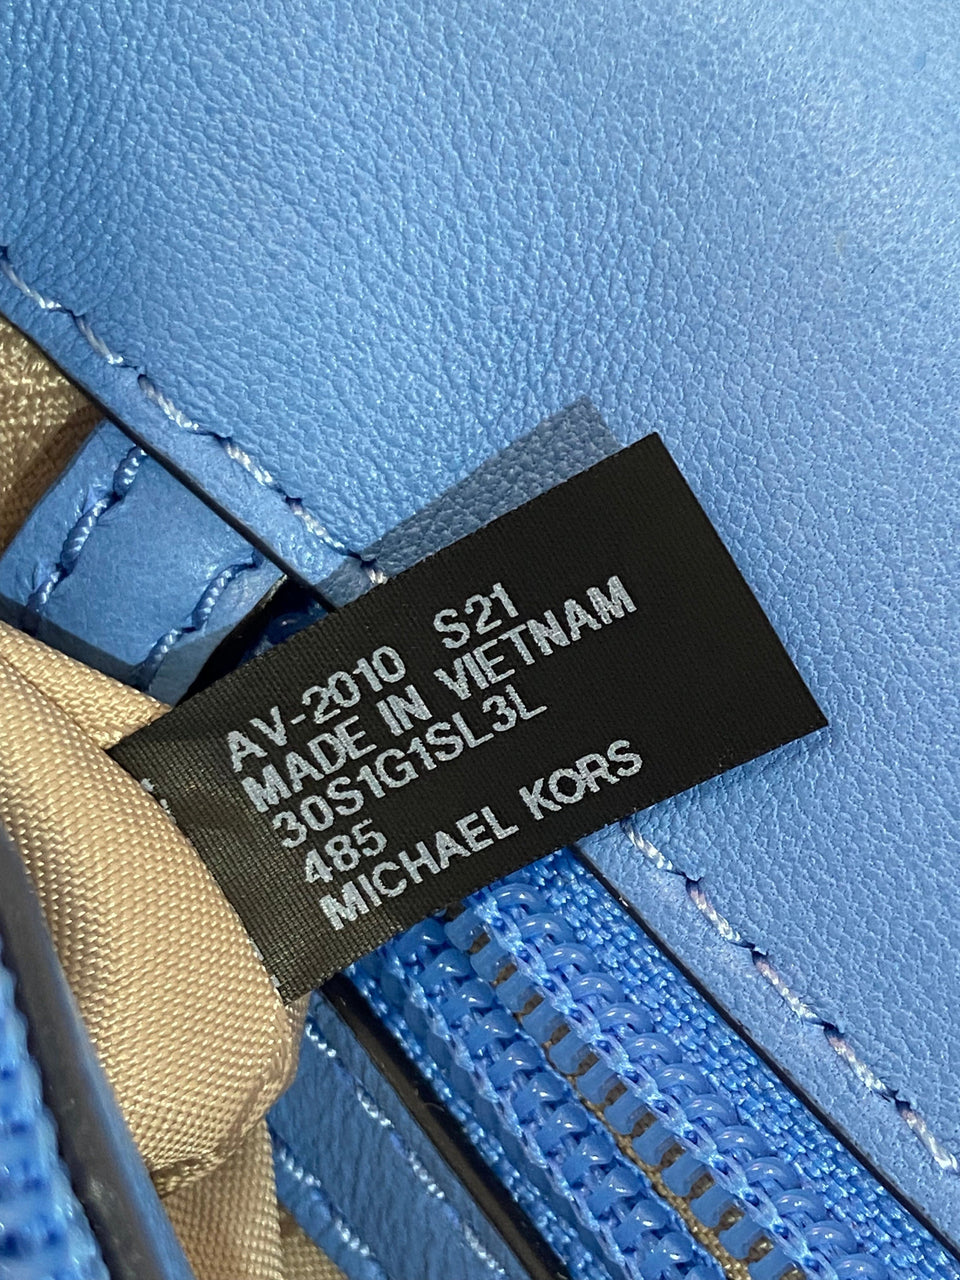 AV-2010 S21
MADE IN VIETNAM
30S1G1SL3L
485
MICHAEL KORS